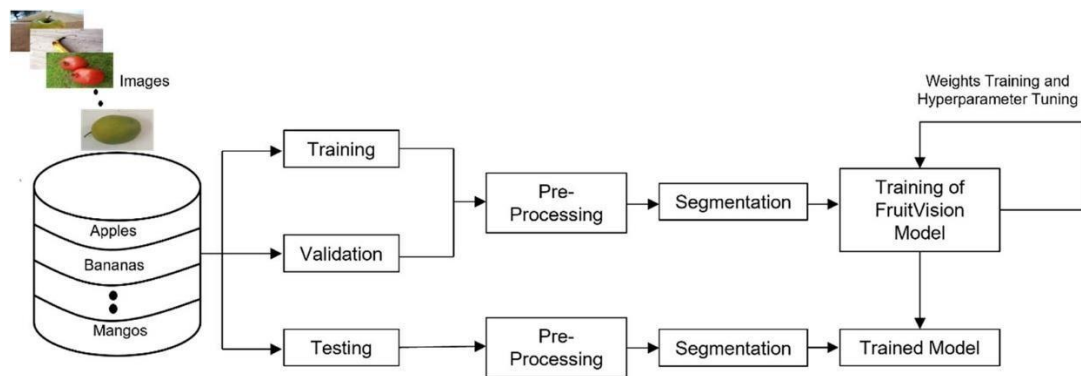 Images
Weights Training and
Hyperparameter Tuning
Training
Pre-
Processing
Segmentation
Training of
FruitVision
Model
Apples
Bananas
Mangos
Validation
Testing
Pre-
Processing
Segmentation
Trained Model